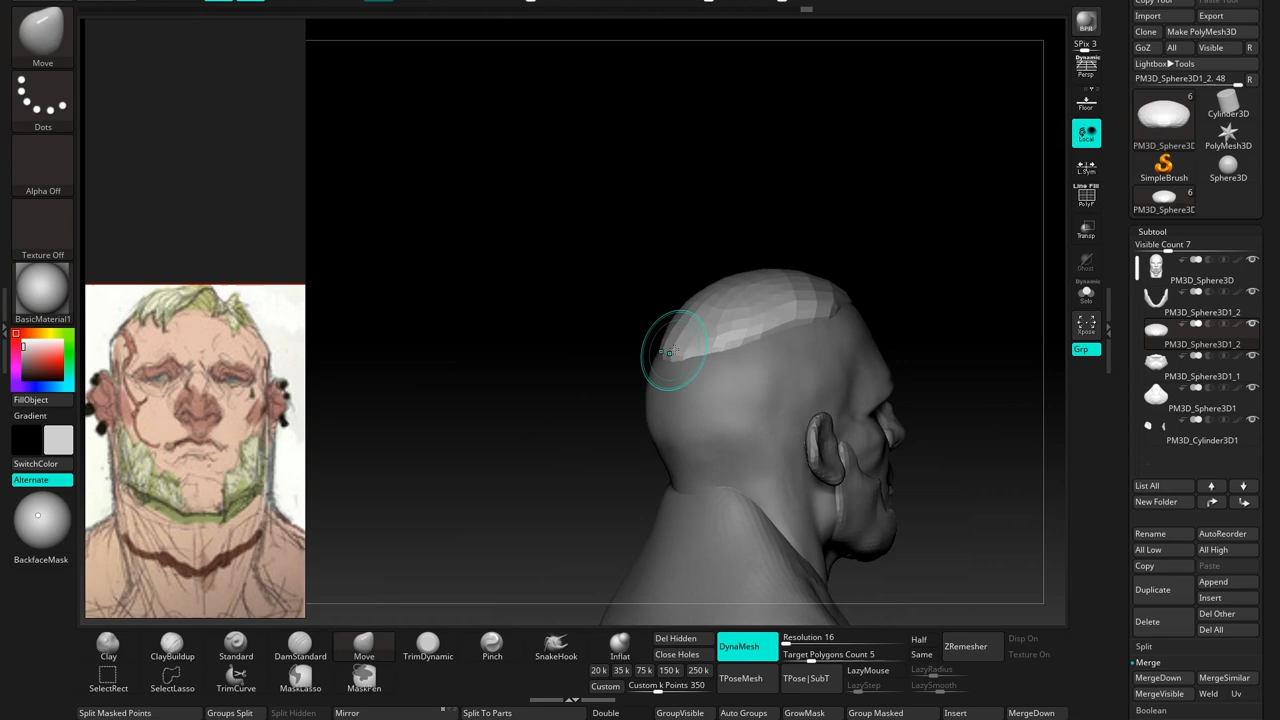 Move
Dots
Alpha Off
Texture Off
BasicMaterial1
FillObject
Gradient
SwitchColor
Alternate
BackfaceMask
BPR
SPix 3
Dynamic
Persp
Floor
Local
L.Sym
Line Fill
PolyF
Transp
Ghost
Dynamic
Solo
Xpose
Grp
Import
Export
Clone
Make PolyMesh3D
GoZ
All
Visible
R
Lightbox▶Tools
PM3D_Sphere3D1_2. 48
R
6
Cylinder3D
PM3D_Sphere3D
PolyMesh3D
SimpleBrush
Sphere3D
6
PM3D_Sphere3D
Subtool
Visible Count 7
PM3D_Sphere3D
PM3D_Sphere3D1_2
PM3D_Sphere3D1_2
PM3D_Sphere3D1_1
PM3D_Sphere3D1
PM3D_Cylinder3D1
List All
New Folder
Rename
AutoReorder
All Low
All High
Copy
Paste
Duplicate
Append
Insert
Delete
Del Other
Del All
Split
Merge
MergeDown
MergeSimilar
MergeVisible
Weld
Uv
Boolean
Clay
ClayBuildup
Standard
DamStandard
Move
TrimDynamic
Pinch
SnakeHook
Inflat
SelectRect
SelectLasso
TrimCurve
MaskLasso
MaskPen
Del Hidden
Close Holes
20 k
35 k
75 k
150 k
250 k
Custom
Custom k Points 350
DynaMesh
Resolution 16
Target Polygons Count 5
TPoseMesh
TPose|SubT
Half
Same
ZRemesher
Disp On
Texture On
LazyMouse
LazyRadius
LazyStep
LazySmooth
Split Masked Points
Groups Split
Split Hidden
Mirror
Split To Parts
Double
GroupVisible
Auto Groups
GrowMask
Group Masked
Insert
MergeDown